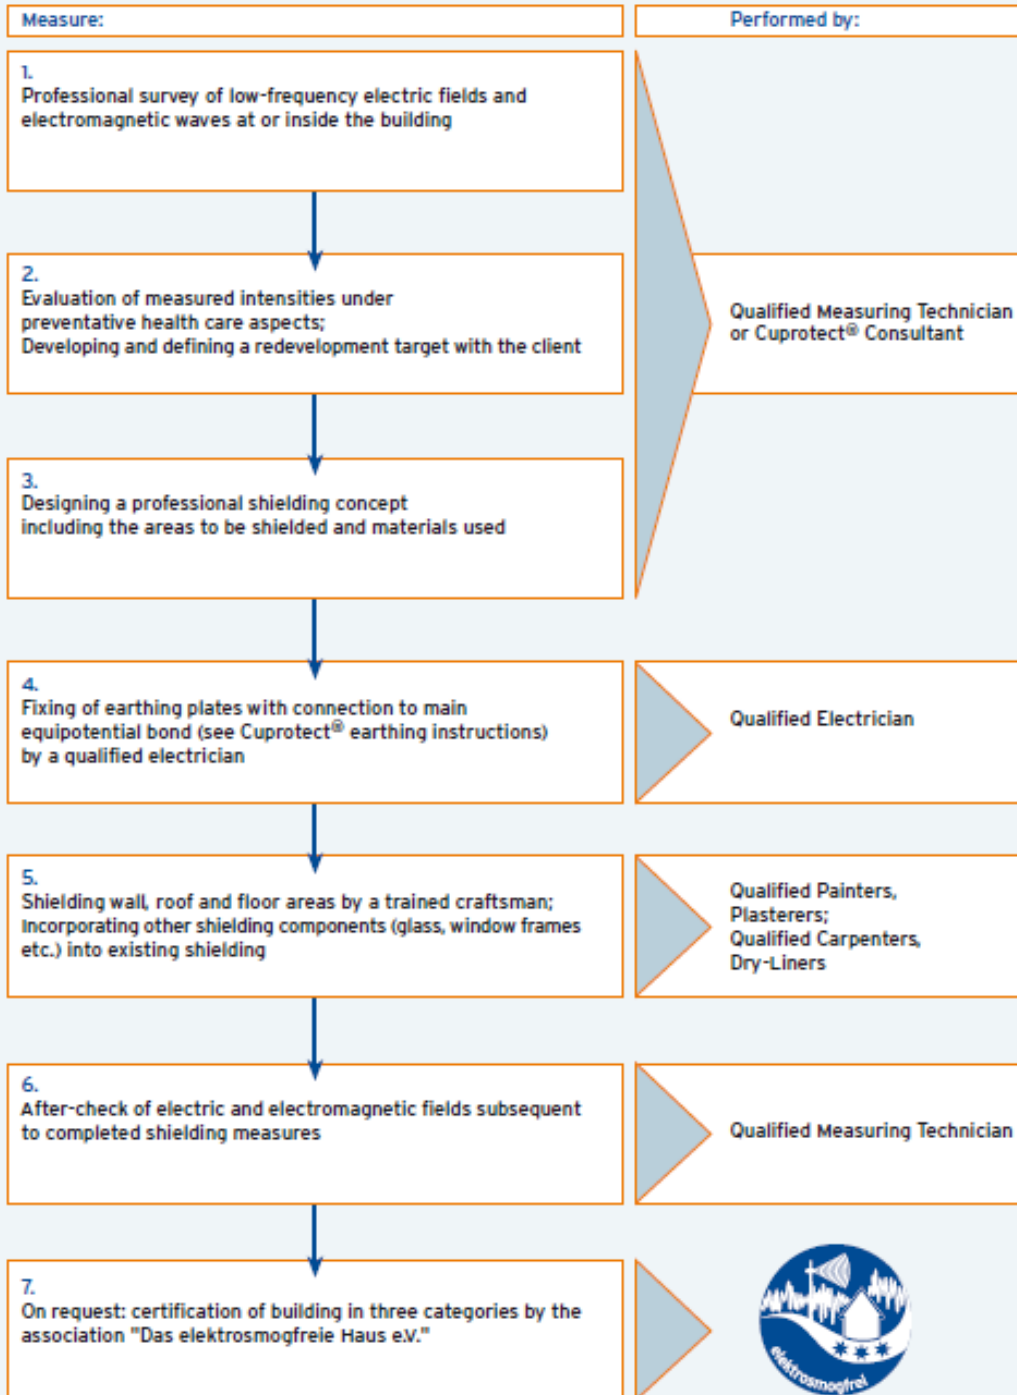 Measure:
Performed by:
1.
Professional survey of low-frequency electric fields and
electromagnetic waves at or inside the building
2.
Evaluation of measured intensities under
preventative health care aspects;
Developing and defining a redevelopment target with the client
3.
Designing a professional shielding concept
including the areas to be shielded and materials used
Qualified Measuring Technician
or Cuprotect® Consultant
4.
Fixing of earthing plates with connection to main
equipotential bond (see Cuprotect® earthing instructions)
by a qualified electrician
Qualified Electrician
5.
Shielding wall, roof and floor areas by a trained craftsman;
Incorporating other shielding components (glass, window frames
etc.) into existing shielding
Qualified Painters,
Plasterers;
Qualified Carpenters,
Dry-Liners
6.
After-check of electric and electromagnetic fields subsequent
to completed shielding measures
Qualified Measuring Technician
7.
On request: certification of building in three categories by the
association "Das elektrosmogfreie Haus e.V."
elektrosmogfrei